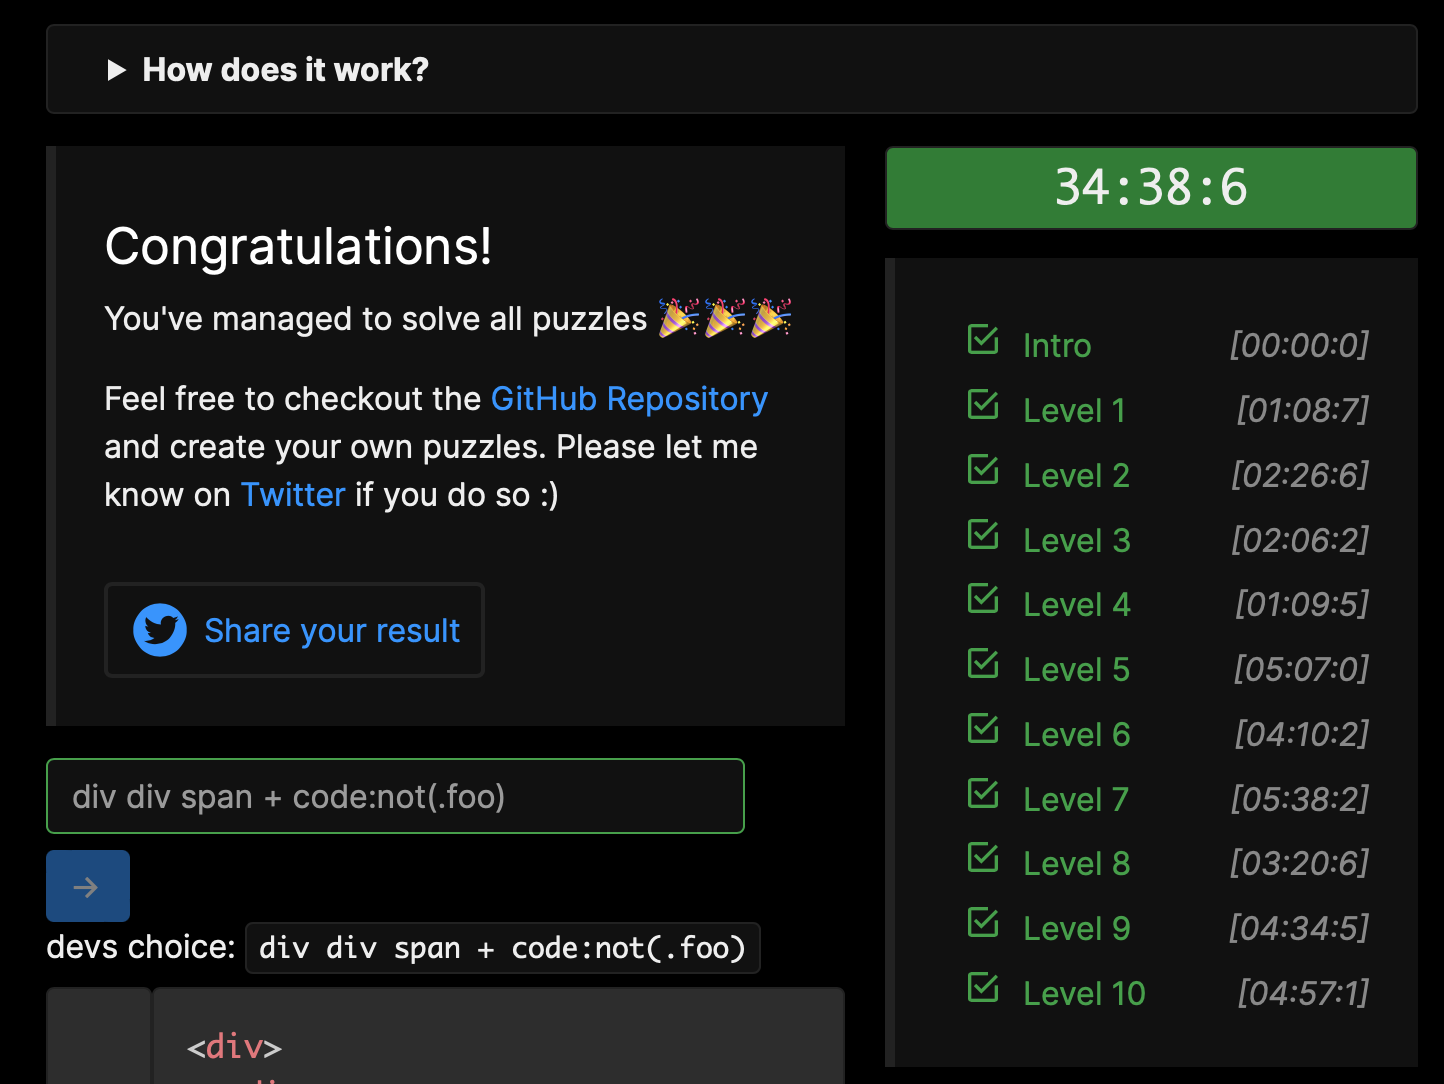 ▶ How does it work?
Congratulations!
You've managed to solve all puzzles 🎉🎉🎉
Feel free to checkout the GitHub Repository
and create your own puzzles. Please let me
know on Twitter if you do so :)
Share your result
div div span + code:not(.foo)
→
devs choice: div div span + code:not(.foo)
<div>
34:38:6
Intro [00:00:0]
Level 1 [01:08:7]
Level 2 [02:26:6]
Level 3 [02:06:2]
Level 4 [01:09:5]
Level 5 [05:07:0]
Level 6 [04:10:2]
Level 7 [05:38:2]
Level 8 [03:20:6]
Level 9 [04:34:5]
Level 10 [04:57:1]